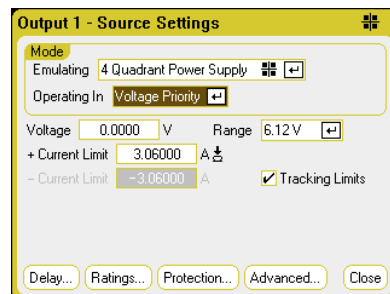 Output 1 - Source Settings
Mode
Emulating 4 Quadrant Power Supply
Operating In Voltage Priority
Voltage 0.0000 V Range 6.12 V
+ Current Limit 3.06000 A
- Current Limit -3.06000 A Tracking Limits
Delay... Ratings... Protection... Advanced... Close